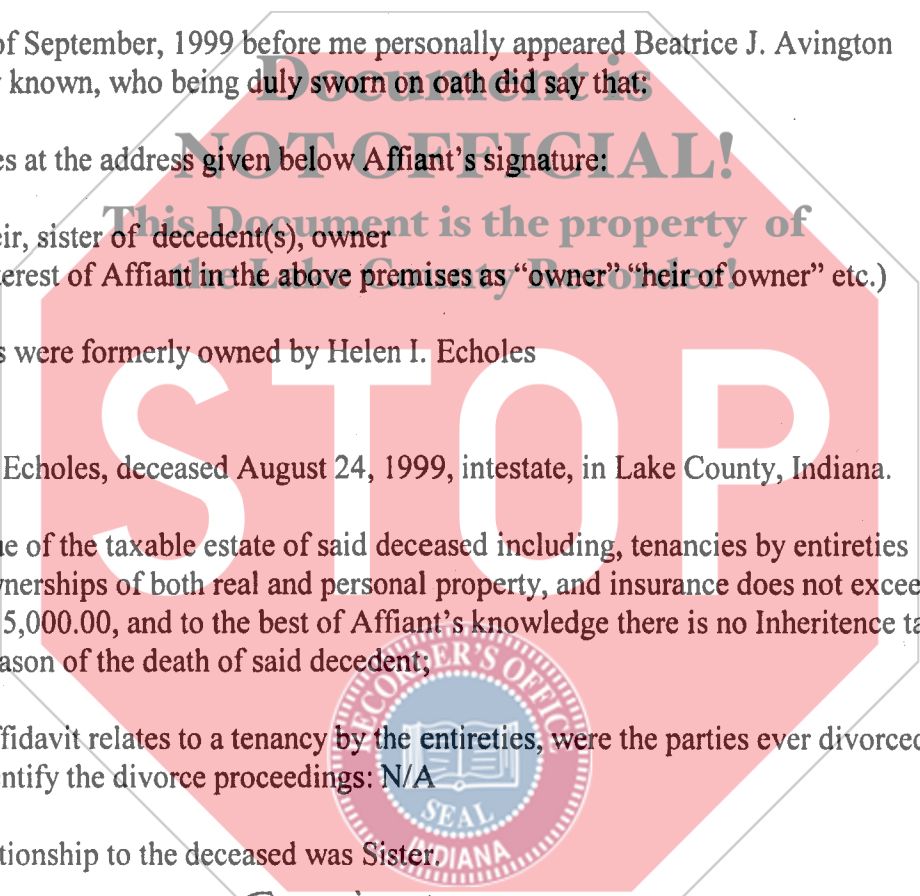 of September, 1999 before me personally appeared Beatrice J. Avington
known, who being duly sworn on oath did say that:
Document is
NOT OFFICIAL!
es at the address given below Affiant's signature:
This Document is the property of
eir, sister of decedent(s), owner
the Lake County Recorder!
erest of Affiant in the above premises as "owner" "heir of owner" etc.)
s were formerly owned by Helen I. Echoles
STOP
Echoles, deceased August 24, 1999, intestate, in Lake County, Indiana.
ue of the taxable estate of said deceased including, tenancies by entireties
wnerships of both real and personal property, and insurance does not excee
5,000.00, and to the best of Affiant's knowledge there is no Inheritence ta
ason of the death of said decedent;
RECORDER'S OFFICE
ffidavit relates to a tenancy by the entireties, were the parties ever divorced
entify the divorce proceedings: N/A
SEAL
INDIANA
tionship to the deceased was Sister.